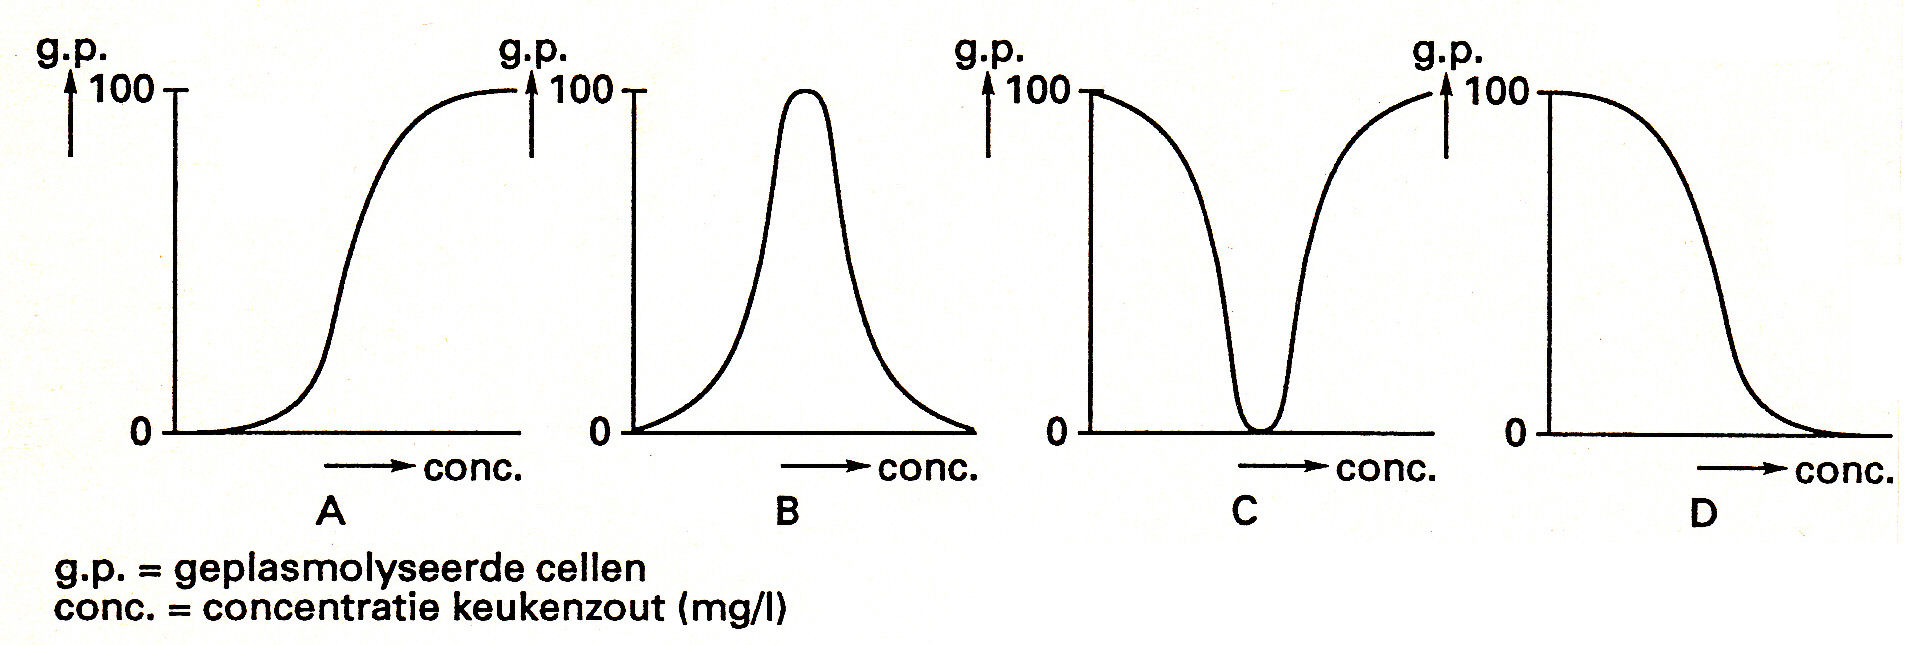 g.p. g.p. g.p. g.p.
100 100 100 100
0 0 0 0
conc. conc. conc. conc.
A B C D
g.p. = geplasmolyseerde cellen
conc. = concentratie keukenzout (mg/l)